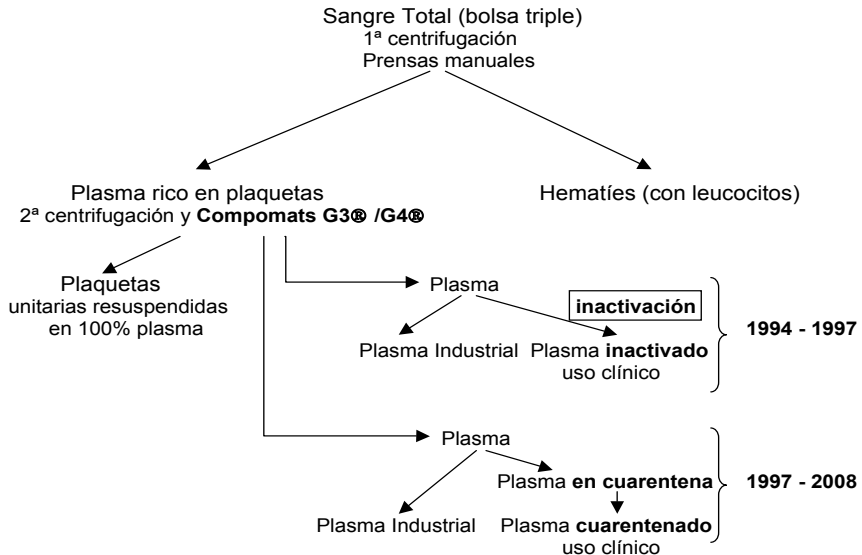 Sangre Total (bolsa triple)
1ª centrifugación
Prensas manuales
Plasma rico en plaquetas
2ª centrifugación y Compomats G3® /G4®
Hematíes (con leucocitos)
Plaquetas
unitarias resuspendidas
en 100% plasma
Plasma
inactivación
Plasma Industrial
Plasma inactivado
uso clínico
1994 - 1997
Plasma
Plasma en cuarentena
Plasma Industrial
Plasma cuarentenado
uso clínico
1997 - 2008